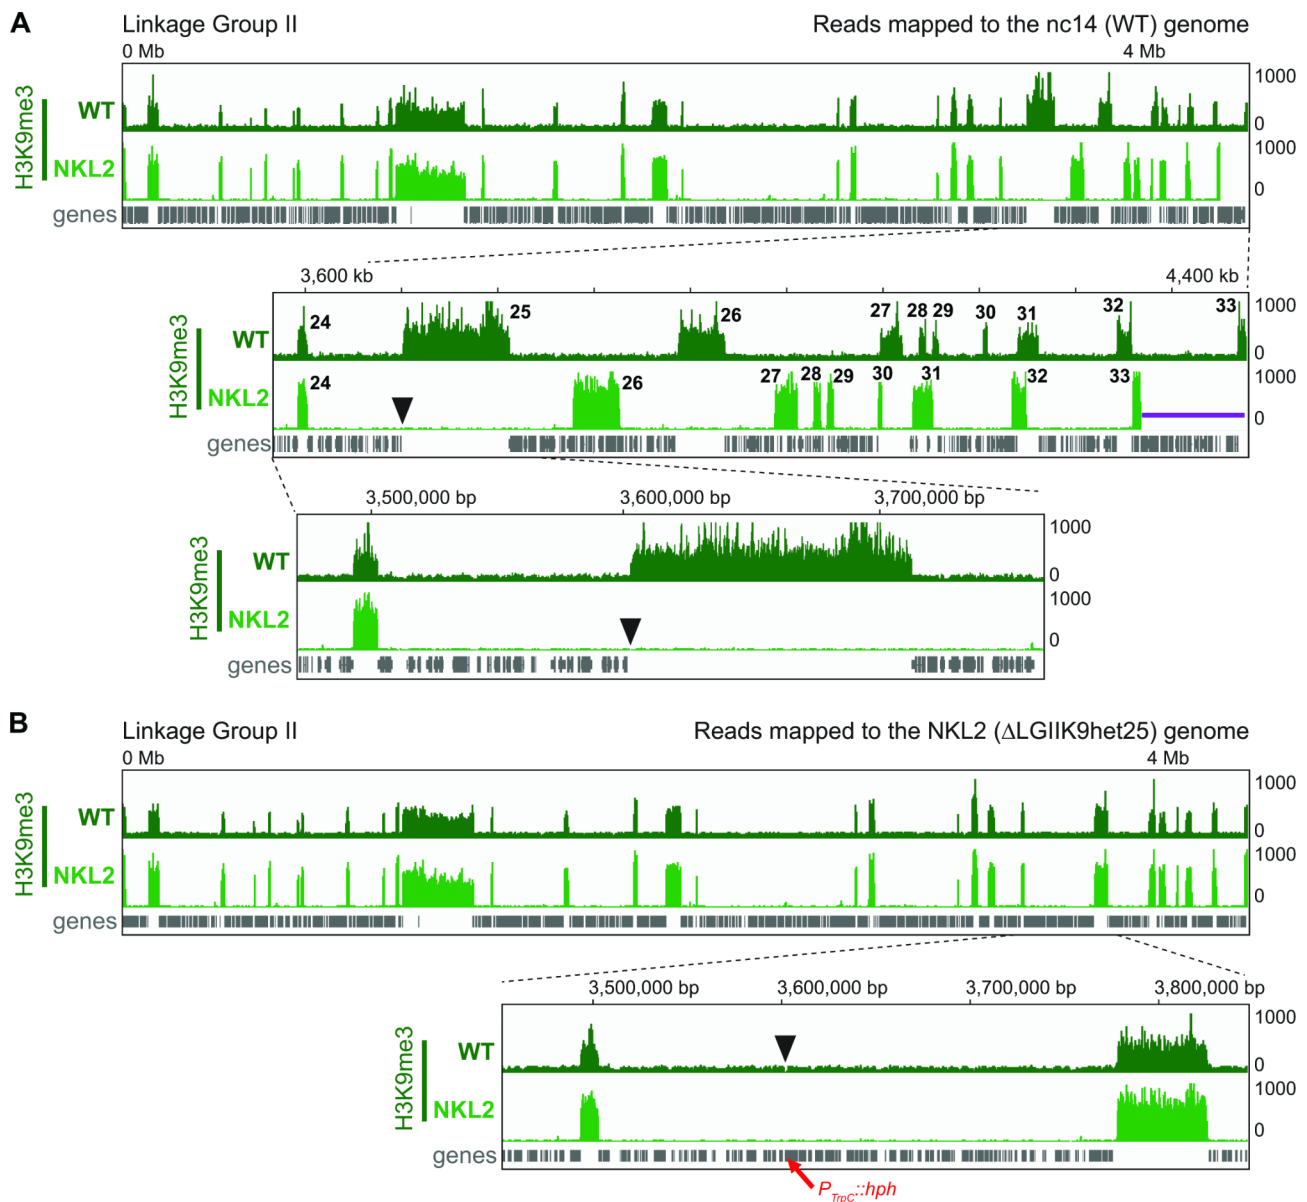 A
Linkage Group II
Reads mapped to the nc14 (WT) genome
0 Mb
4 Mb
H3K9me3
WT
1000
0
NKL2
1000
0
genes
3,600 kb
4,400 kb
H3K9me3
WT
24
25
26
27
28
29
30
31
32
33
1000
0
NKL2
24
26
27
28
29
30
31
32
33
1000
0
genes
3,500,000 bp
3,600,000 bp
3,700,000 bp
H3K9me3
WT
1000
0
NKL2
1000
0
genes
B
Linkage Group II
Reads mapped to the NKL2 (ΔLGIIK9het25) genome
0 Mb
4 Mb
H3K9me3
WT
1000
0
NKL2
1000
0
genes
3,500,000 bp
3,600,000 bp
3,700,000 bp
3,800,000 bp
H3K9me3
WT
1000
0
NKL2
1000
0
genes
P_TrpC::hph